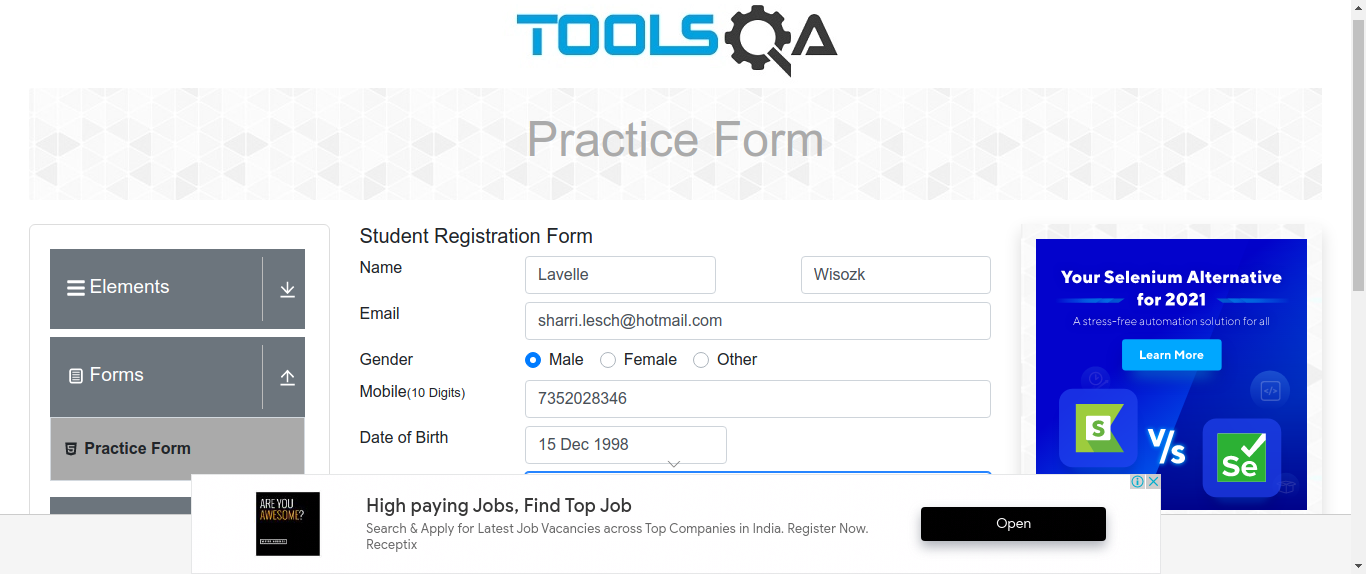 TOOLSQA
Practice Form
Elements
Forms
Practice Form
Student Registration Form
Name
Lavelle
Wisozk
Email
sharri.lesch@hotmail.com
Gender
Male
Female
Other
Mobile(10 Digits)
7352028346
Date of Birth
15 Dec 1998
Your Selenium Alternative
for 2021
A stress-free automation solution for all
Learn More
S
V/s
Se
ARE YOU
AWESOME?
High paying Jobs, Find Top Job
Search & Apply for Latest Job Vacancies across Top Companies in India. Register Now.
Receptix
Open